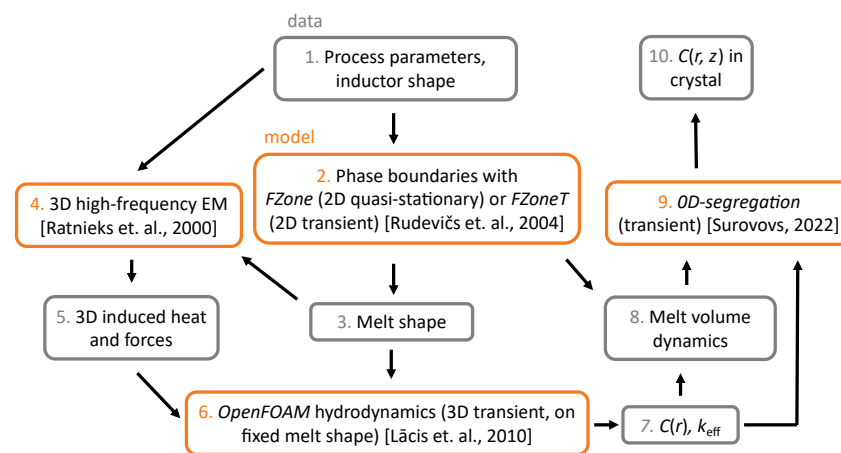 data
1. Process parameters,
inductor shape
10. C(r, z) in
crystal
model
2. Phase boundaries with
FZone (2D quasi-stationary) or FZoneT
(2D transient) [Rudevičs et. al., 2004]
4. 3D high-frequency EM
[Ratnieks et. al., 2000]
9. 0D-segregation
(transient) [Surovovs, 2022]
5. 3D induced heat
and forces
3. Melt shape
8. Melt volume
dynamics
6. OpenFOAM hydrodynamics (3D transient, on
fixed melt shape) [Lācis et. al., 2010]
7. C(r), keff